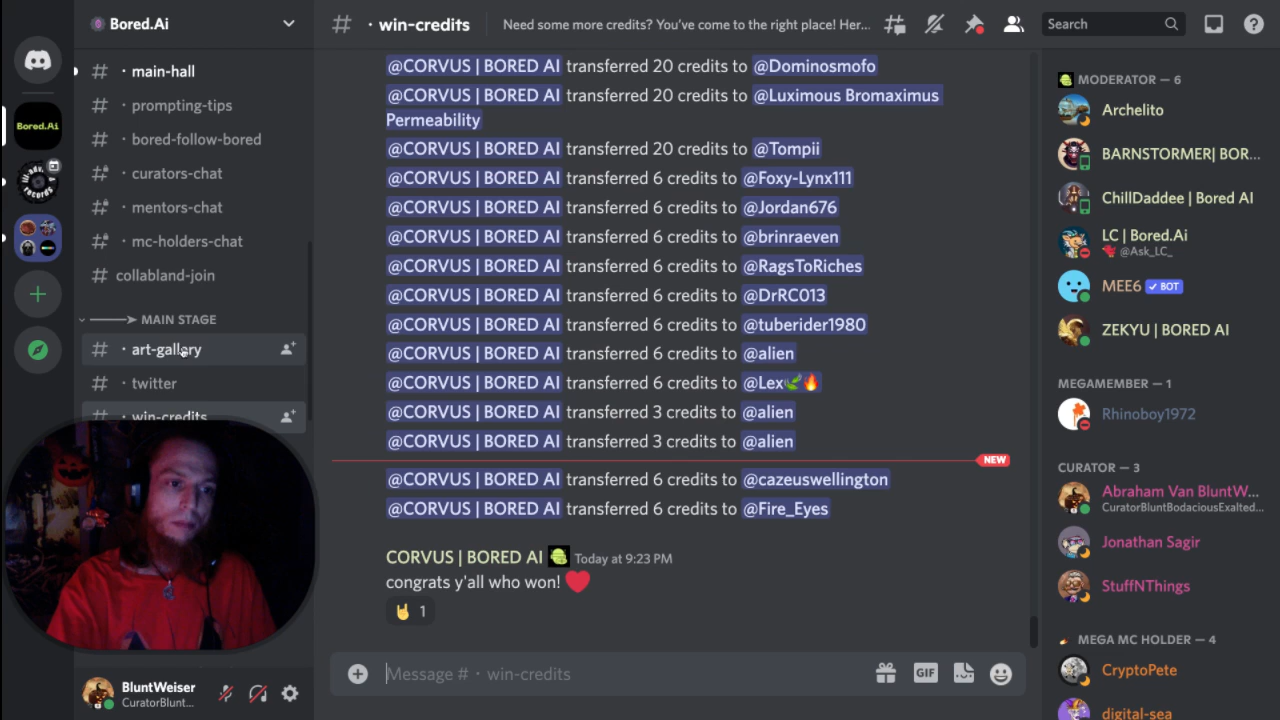 Bored.Ai
· main-hall
· prompting-tips
· bored-follow-bored
· curators-chat
· mentors-chat
· mc-holders-chat
collabland-join
MAIN STAGE
· art-gallery
· twitter
· win-credits
BluntWeiser
CuratorBlunt...
Bored.Ai
# · win-credits
Need some more credits? You've come to the right place! Her...
Search
@CORVUS | BORED AI transferred 20 credits to @Dominosmofo
@CORVUS | BORED AI transferred 20 credits to @Luximous Bromaximus
Permeability
@CORVUS | BORED AI transferred 20 credits to @Tompii
@CORVUS | BORED AI transferred 6 credits to @Foxy-Lynx111
@CORVUS | BORED AI transferred 6 credits to @Jordan676
@CORVUS | BORED AI transferred 6 credits to @brinraeven
@CORVUS | BORED AI transferred 6 credits to @RagsToRiches
@CORVUS | BORED AI transferred 6 credits to @DrRC013
@CORVUS | BORED AI transferred 6 credits to @tuberider1980
@CORVUS | BORED AI transferred 6 credits to @alien
@CORVUS | BORED AI transferred 6 credits to @Lex🌿🔥
@CORVUS | BORED AI transferred 3 credits to @alien
@CORVUS | BORED AI transferred 3 credits to @alien
NEW
@CORVUS | BORED AI transferred 6 credits to @cazeuswellington
@CORVUS | BORED AI transferred 6 credits to @Fire_Eyes
CORVUS | BORED AI Today at 9:23 PM
congrats y'all who won! ❤️
🤘 1
Message # · win-credits
GIF
MODERATOR — 6
Archelito
BARNSTORMER| BOR...
ChillDaddee | Bored AI
LC | Bored.Ai
@Ask_LC_
MEE6 ✓ BOT
ZEKYU | BORED AI
MEGAMEMBER — 1
Rhinoboy1972
CURATOR — 3
Abraham Van BluntW...
CuratorBluntBodaciousExalted...
Jonathan Sagir
StuffNThings
MEGA MC HOLDER — 4
CryptoPete
digital-sea